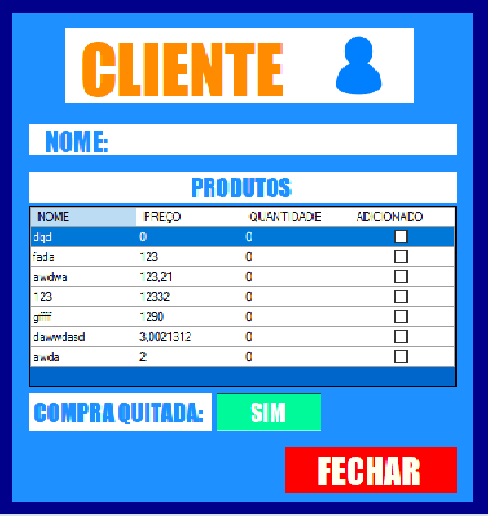 CLIENTE
NOME:
PRODUTOS
NOME PREÇO QUANTIDADE ADICIONADO
dqd 0 0
fada 123 0
awdwa 123,21 0
123 12332 0
1290 0
dawwdasd 3,0021312 0
awda 2 0
COMPRA QUITADA: SIM
FECHAR